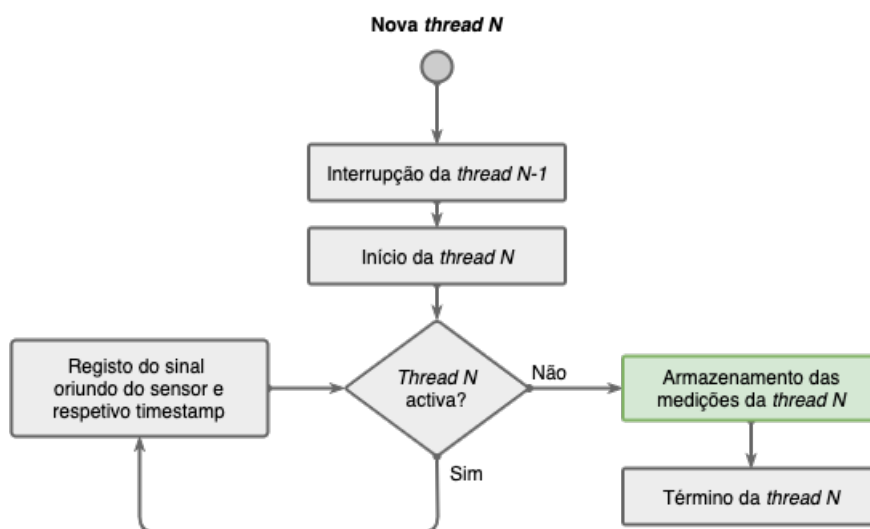 Nova thread N
Interrupção da thread N-1
Início da thread N
Registo do sinal
oriundo do sensor e
respetivo timestamp
Thread N
activa?
Não
Armazenamento das
medições da thread N
Sim
Término da thread N